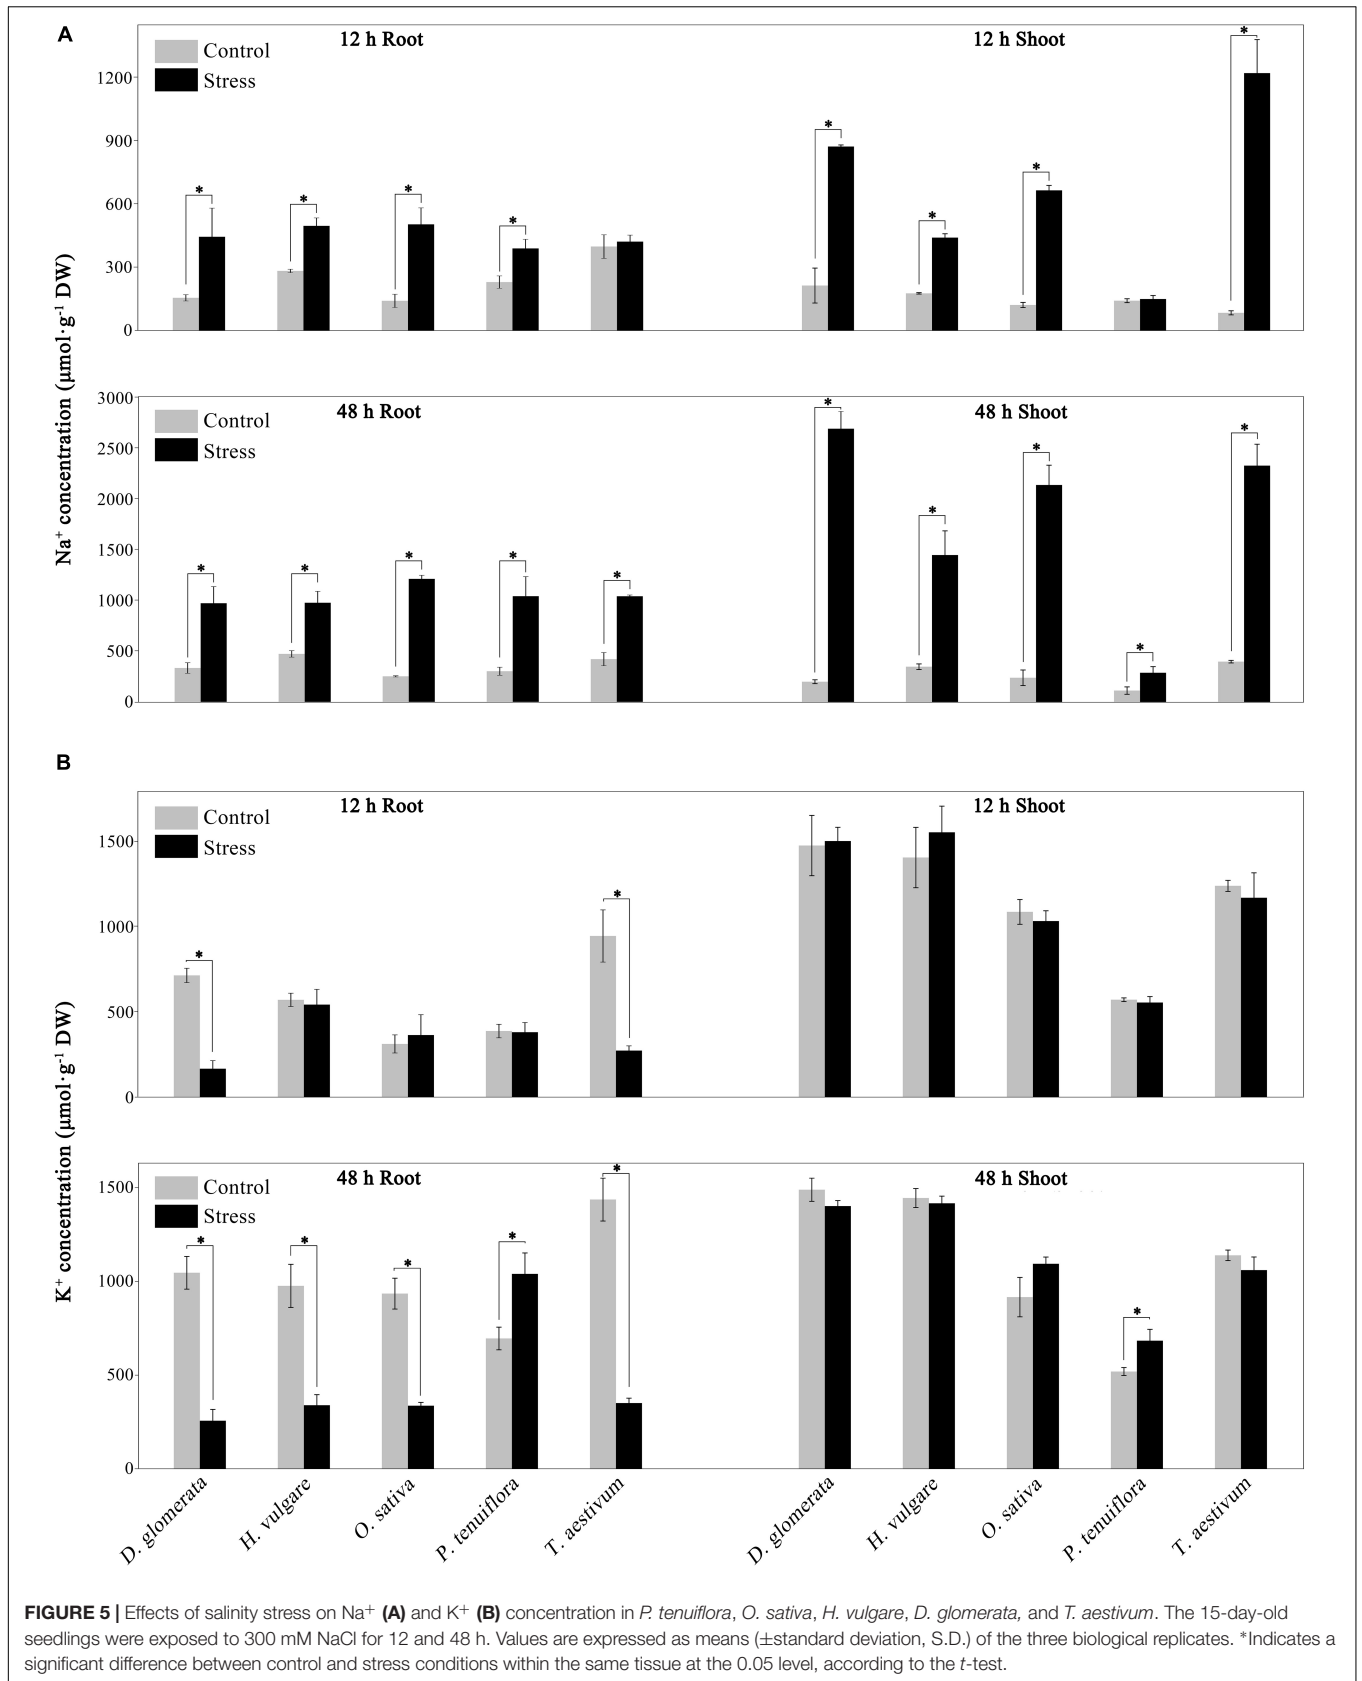 A
12 h Root
12 h Shoot
Control
Stress
1200
900
600
300
0
* * * * * * * *
Na⁺ concentration (μmol·g⁻¹ DW)
48 h Root
48 h Shoot
Control
Stress
3000
2500
2000
1500
1000
500
0
* * * * * * * * * *
B
12 h Root
12 h Shoot
Control
Stress
1500
1000
500
0
* *
K⁺ concentration (μmol·g⁻¹ DW)
48 h Root
48 h Shoot
Control
Stress
1500
1000
500
0
* * * * * *
D. glomerata
H. vulgare
O. sativa
P. tenuiflora
T. aestivum
D. glomerata
H. vulgare
O. sativa
P. tenuiflora
T. aestivum
FIGURE 5 | Effects of salinity stress on Na⁺ (A) and K⁺ (B) concentration in P. tenuiflora, O. sativa, H. vulgare, D. glomerata, and T. aestivum. The 15-day-old
seedlings were exposed to 300 mM NaCl for 12 and 48 h. Values are expressed as means (±standard deviation, S.D.) of the three biological replicates. *Indicates a
significant difference between control and stress conditions within the same tissue at the 0.05 level, according to the t-test.